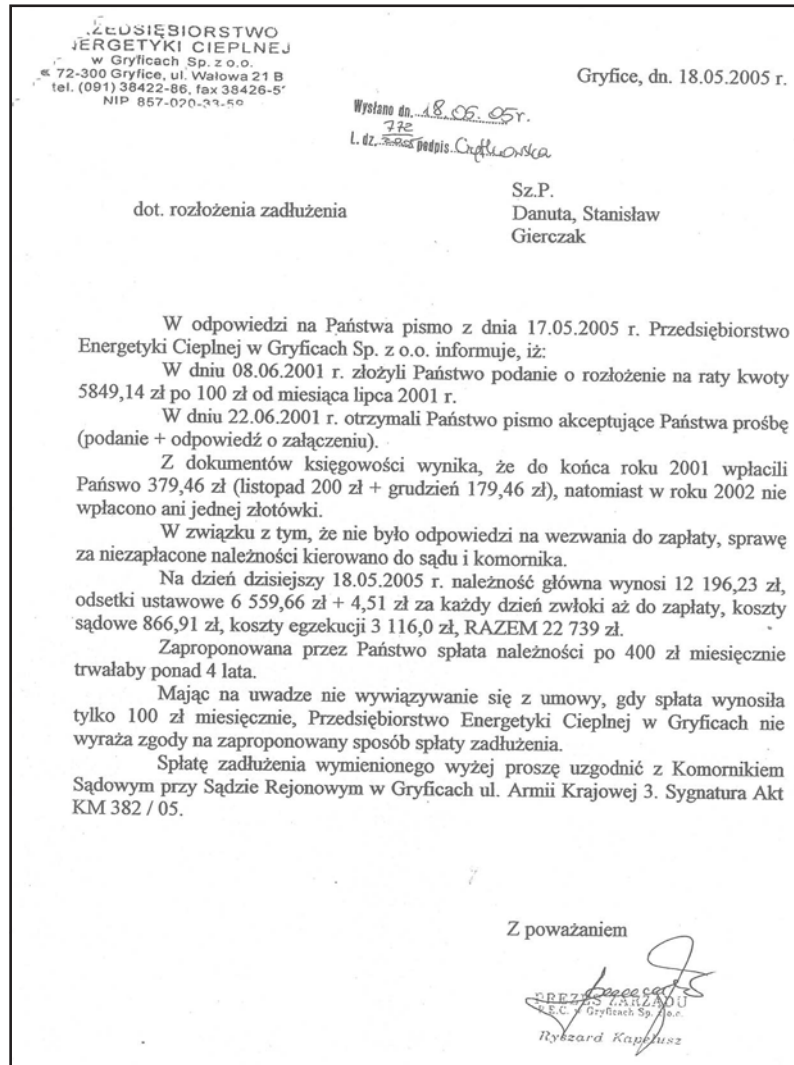 ZEDSIĘBIORSTWO
ERGETYKI CIEPLNEJ
w Gryficach Sp. z o.o.
72-300 Gryfice, ul. Wałowa 21 B
tel. (091) 38422-86, fax 38426-5
NIP 857-020-33-59
Gryfice, dn. 18.05.2005 r.
Wysłano dn. 18.05.05r.
L. dz. 772 podpis.
Sz.P.
dot. rozłożenia zadłużenia
Danuta, Stanisław
Gierczak
W odpowiedzi na Państwa pismo z dnia 17.05.2005 r. Przedsiębiorstwo
Energetyki Cieplnej w Gryficach Sp. z o.o. informuje, iż:
W dniu 08.06.2001 r. złożyli Państwo podanie o rozłożenie na raty kwoty
5849,14 zł po 100 zł od miesiąca lipca 2001 r.
W dniu 22.06.2001 r. otrzymali Państwo pismo akceptujące Państwa prośbę
(podanie + odpowiedź o załączeniu).
Z dokumentów księgowości wynika, że do końca roku 2001 wpłacili
Pańswo 379,46 zł (listopad 200 zł + grudzień 179,46 zł), natomiast w roku 2002 nie
wpłacono ani jednej złotówki.
W związku z tym, że nie było odpowiedzi na wezwania do zapłaty, sprawę
za niezapłacone należności kierowano do sądu i komornika.
Na dzień dzisiejszy 18.05.2005 r. należność główna wynosi 12 196,23 zł,
odsetki ustawowe 6 559,66 zł + 4,51 zł za każdy dzień zwłoki aż do zapłaty, koszty
sądowe 866,91 zł, koszty egzekucji 3 116,0 zł, RAZEM 22 739 zł.
Zaproponowana przez Państwo spłata należności po 400 zł miesięcznie
trwałaby ponad 4 lata.
Mając na uwadze nie wywiązywanie się z umowy, gdy spłata wynosiła
tylko 100 zł miesięcznie, Przedsiębiorstwo Energetyki Cieplnej w Gryficach nie
wyraża zgody na zaproponowany sposób spłaty zadłużenia.
Spłatę zadłużenia wymienionego wyżej proszę uzgodnić z Komornikiem
Sądowym przy Sądzie Rejonowym w Gryficach ul. Armii Krajowej 3. Sygnatura Akt
KM 382 / 05.
Z poważaniem
PREZES ZARZĄDU
P.E.C. w Gryficach Sp. z o.o.
Ryszard Kapelusz